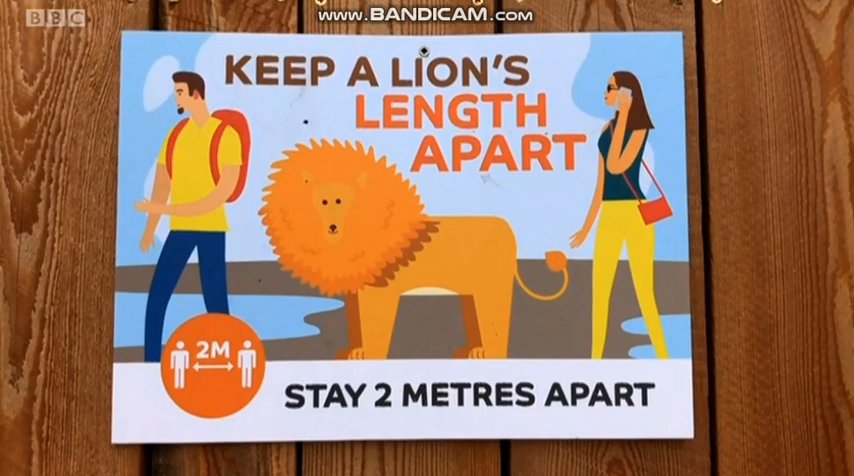 BBC
www.BANDICAM.com
KEEP A LION'S
LENGTH
APART
2M
STAY 2 METRES APART